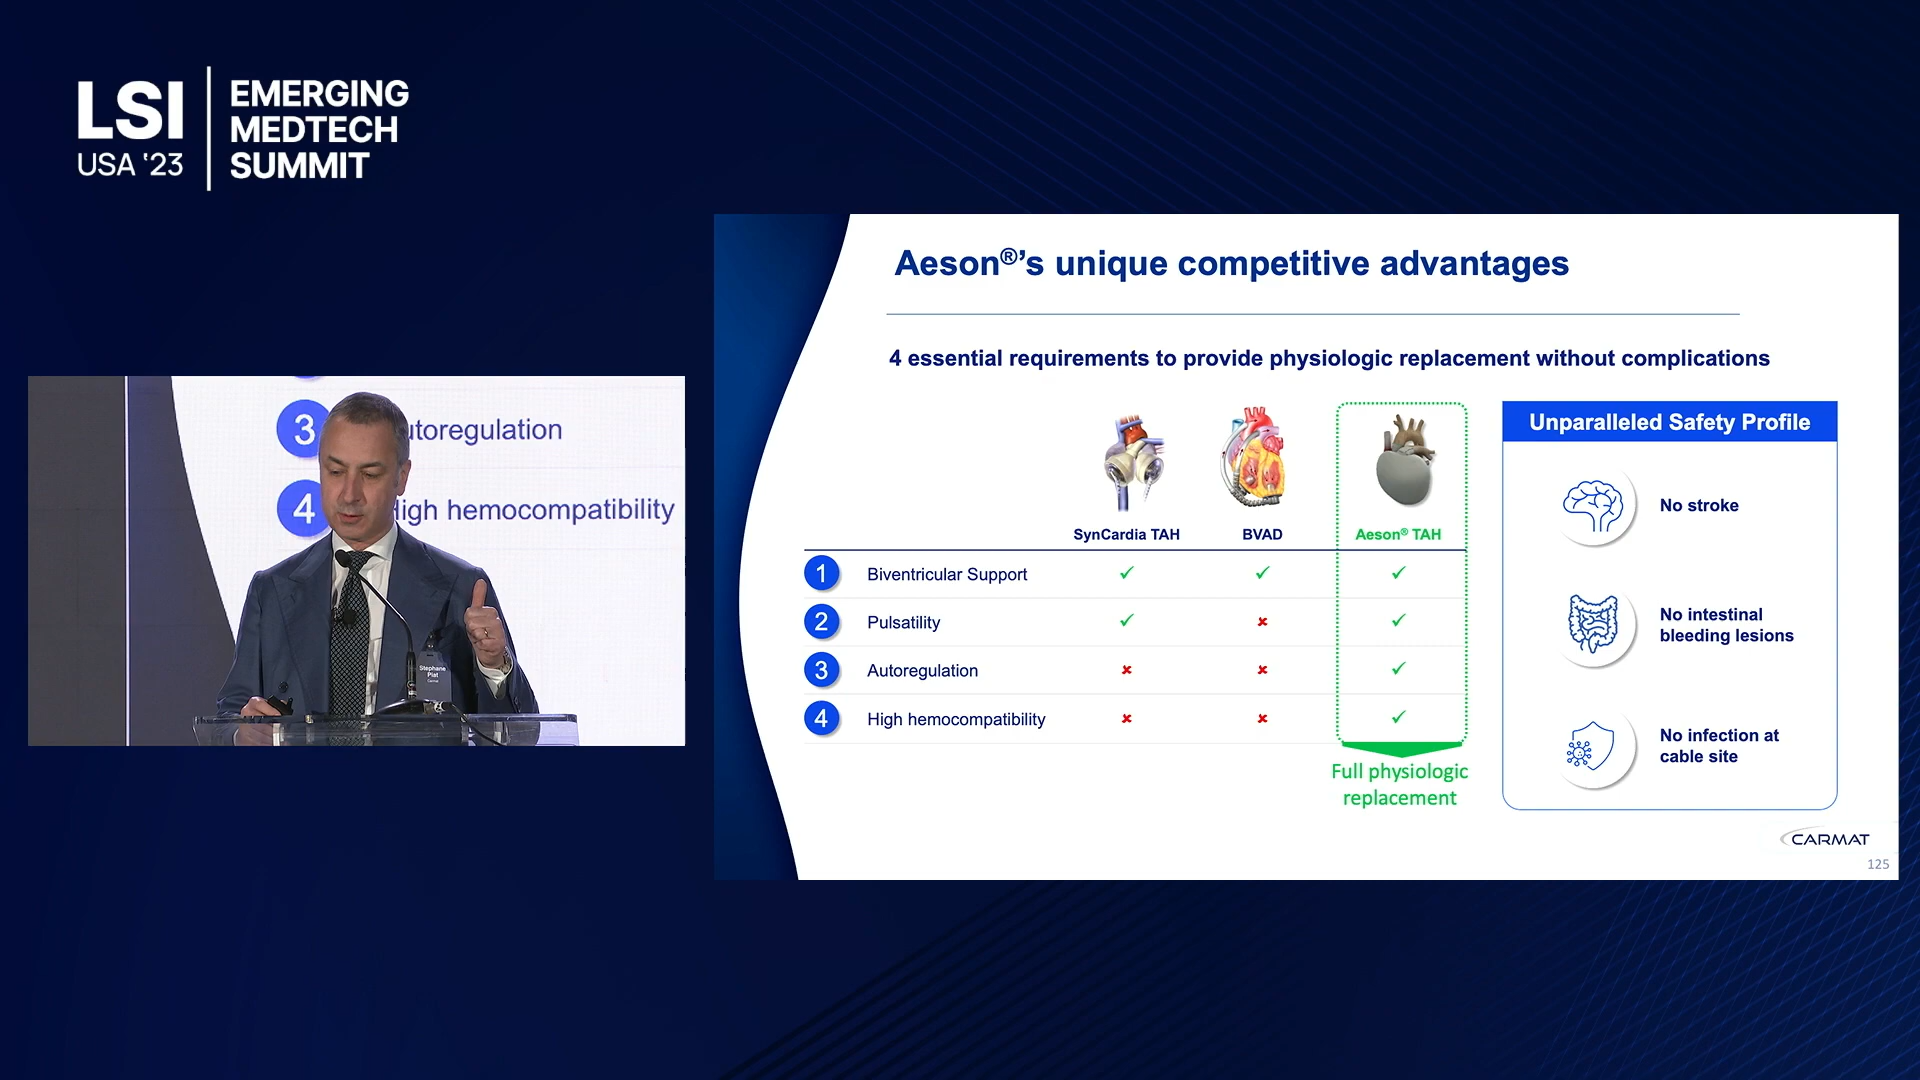 LSI
USA '23
EMERGING
MEDTECH
SUMMIT
3 utoregulation
4 High hemocompatibility
Stephane
Piat
Aeson®'s unique competitive advantages
4 essential requirements to provide physiologic replacement without complications
SynCardia TAH BVAD Aeson® TAH
1 Biventricular Support ✓ ✓ ✓
2 Pulsatility ✓ ✗ ✓
3 Autoregulation ✗ ✗ ✓
4 High hemocompatibility ✗ ✗ ✓
Full physiologic
replacement
Unparalleled Safety Profile
No stroke
No intestinal
bleeding lesions
No infection at
cable site
CARMAT
125